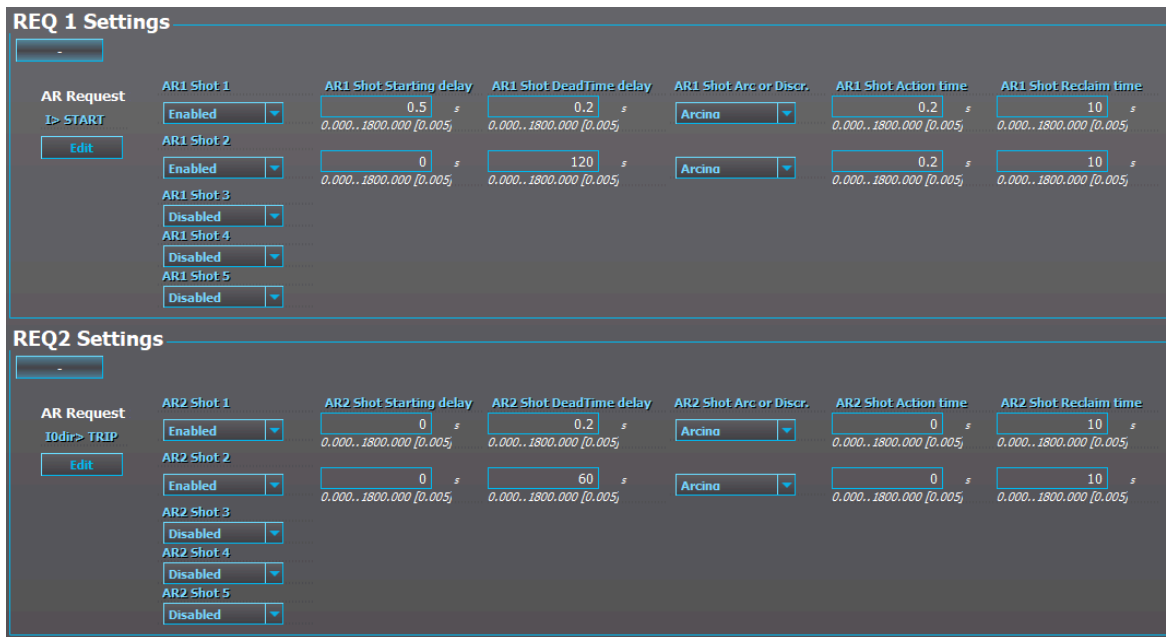 REQ 1 Settings
-
AR1 Shot 1 AR1 Shot Starting delay AR1 Shot DeadTime delay AR1 Shot Arc or Discr. AR1 Shot Action time AR1 Shot Reclaim time
AR Request
Enabled 0.5 s 0.2 s Arcing 0.2 s 10 s
I> START
0.000..1800.000 [0.005] 0.000..1800.000 [0.005] 0.000..1800.000 [0.005] 0.000..1800.000 [0.005]
Edit
AR1 Shot 2
Enabled 0 s 120 s Arcing 0.2 s 10 s
0.000..1800.000 [0.005] 0.000..1800.000 [0.005] 0.000..1800.000 [0.005] 0.000..1800.000 [0.005]
AR1 Shot 3
Disabled
AR1 Shot 4
Disabled
AR1 Shot 5
Disabled
REQ2 Settings
-
AR2 Shot 1 AR2 Shot Starting delay AR2 Shot DeadTime delay AR2 Shot Arc or Discr. AR2 Shot Action time AR2 Shot Reclaim time
AR Request
Enabled 0 s 0.2 s Arcing 0 s 10 s
I0dir> TRIP
0.000..1800.000 [0.005] 0.000..1800.000 [0.005] 0.000..1800.000 [0.005] 0.000..1800.000 [0.005]
Edit
AR2 Shot 2
Enabled 0 s 60 s Arcing 0 s 10 s
0.000..1800.000 [0.005] 0.000..1800.000 [0.005] 0.000..1800.000 [0.005] 0.000..1800.000 [0.005]
AR2 Shot 3
Disabled
AR2 Shot 4
Disabled
AR2 Shot 5
Disabled